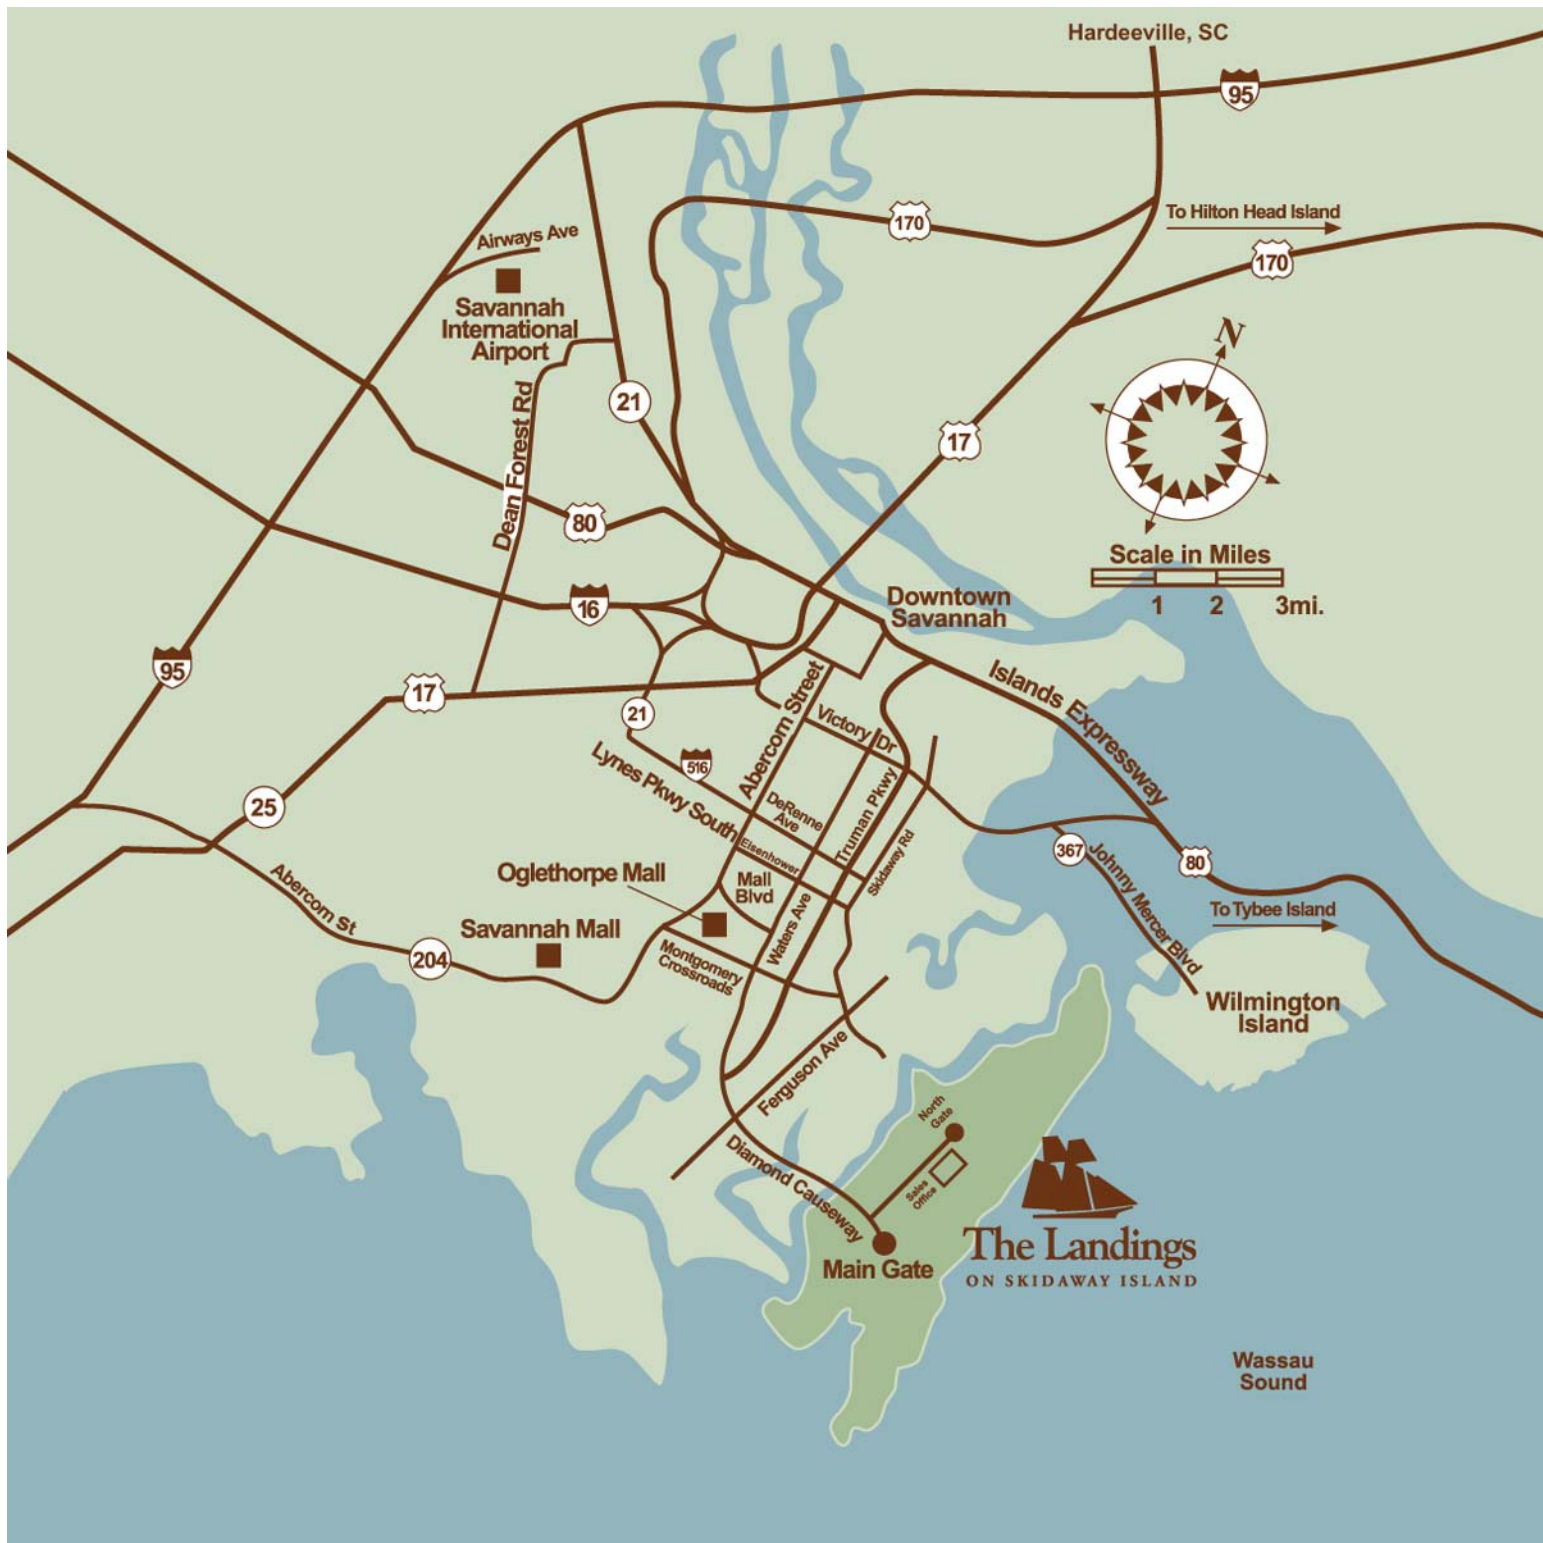 Hardeeville, SC
95
To Hilton Head Island
170
170
Airways Ave
Savannah
International
Airport
N
21
Dean Forest Rd
17
80
Scale in Miles
1 2 3mi.
16
Downtown
Savannah
95
17
21
Islands Expressway
Abercorn Street
Victory Dr
516
Lynes Pkwy South
DeRenne
Ave
Truman Pkwy
25
Skidaway Rd
Eisenhower
367
Johnny Mercer Blvd
80
Oglethorpe Mall
Mall
Blvd
Abercorn St
Waters Ave
To Tybee Island
Savannah Mall
204
Montgomery
Crossroads
Wilmington
Island
Ferguson Ave
North
Gate
Diamond Causeway
Sales
Office
Main Gate
The Landings
ON SKIDAWAY ISLAND
Wassau
Sound